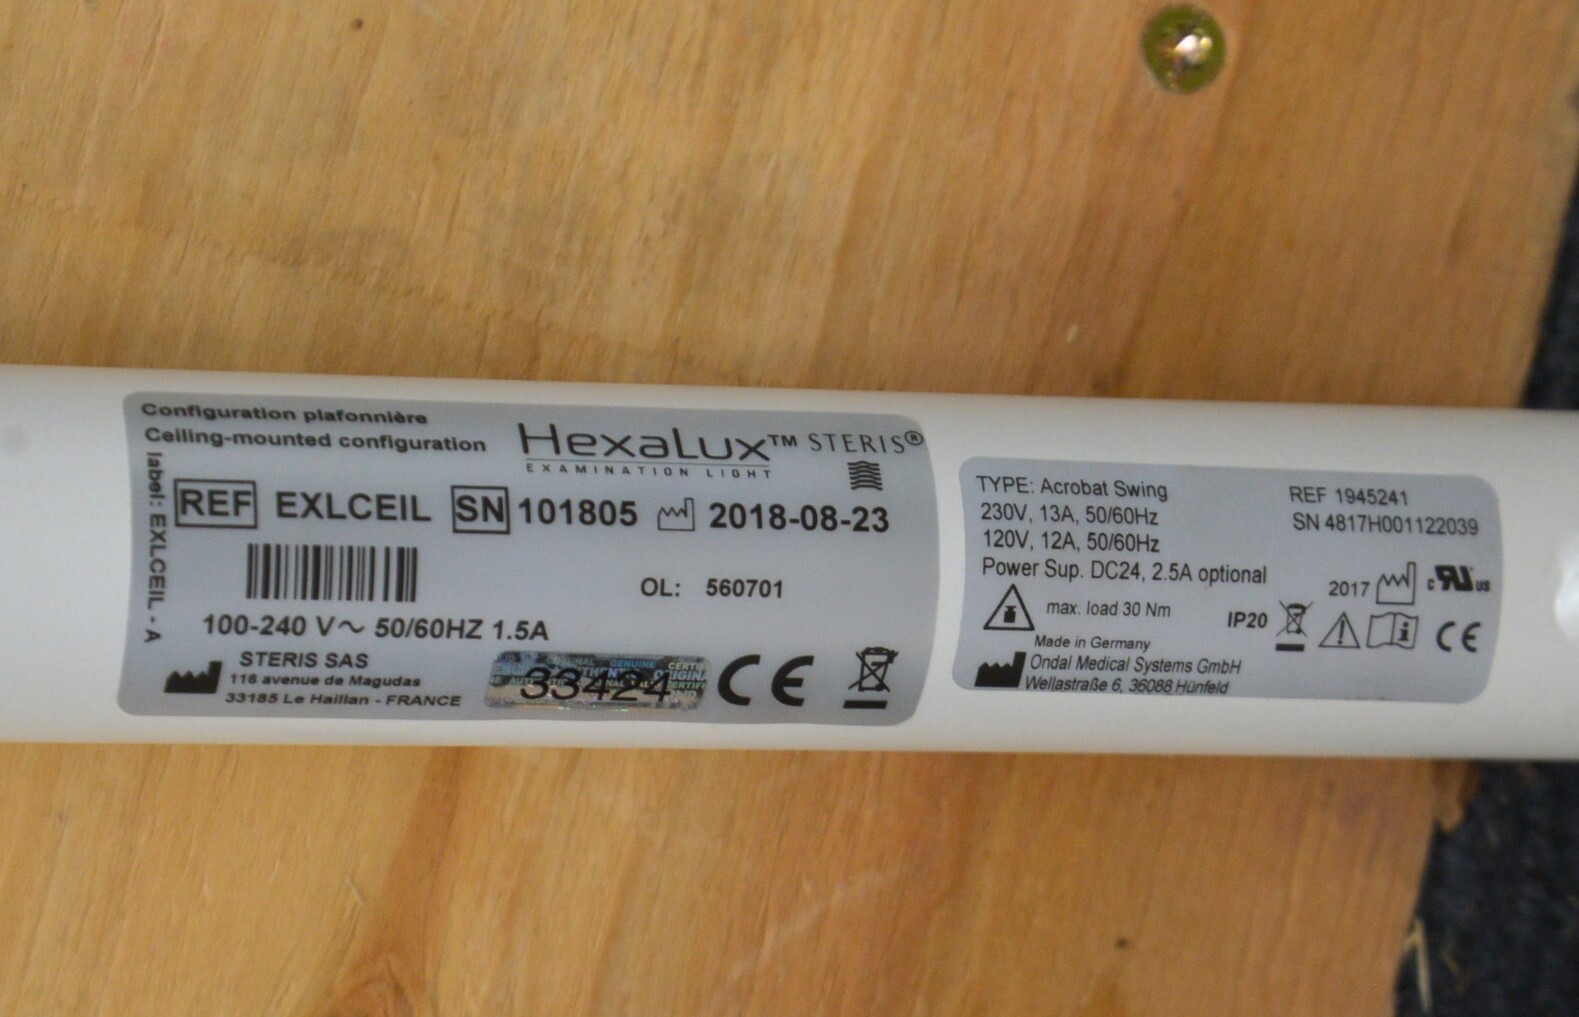 Configuration plafonnière
Ceiling-mounted configuration
HexaLux™ STERIS®
EXAMINATION LIGHT
label: EXLCEIL - A
REF EXLCEIL SN 101805 2018-08-23
OL: 560701
100-240 V~ 50/60HZ 1.5A
STERIS SAS
116 avenue de Magudas
33185 Le Haillan - FRANCE
33424
CE
TYPE: Acrobat Swing
230V, 13A, 50/60Hz
120V, 12A, 50/60Hz
Power Sup. DC24, 2.5A optional
max. load 30 Nm
Made in Germany
Ondal Medical Systems GmbH
Wellastraße 6, 36088 Hünfeld
REF 1945241
SN 4817H001122039
2017 c RU us
IP20
CE